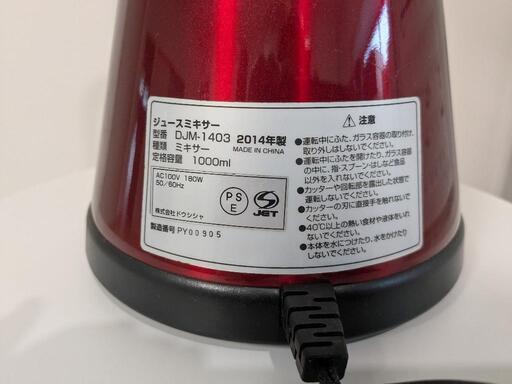 ジュースミキサー
型番 DJM-1403 2014年製
種類 ミキサー MADE IN CHINA
定格容量 1000ml
AC100V 180W
50/60Hz
PS
E
JET
株式会社ドウシシャ
製造番号 PY00905
⚠ 注意
●運転中にふた、ガラス容器の取り付け、
取り外しはしないでください。
●運転中にふたを開けたり、ガラス容器
の中に、指・スプーン・はしなど食品
以外を入れないでください。
●カッターや回転部を露出した状態で
運転しないでください。
●カッターの刃に直接手を触れないで
ください。
●40℃以上の熱い食材や液体をいれ
ないでください。
●本体を水につけたり、水をかけたり
しないでください。